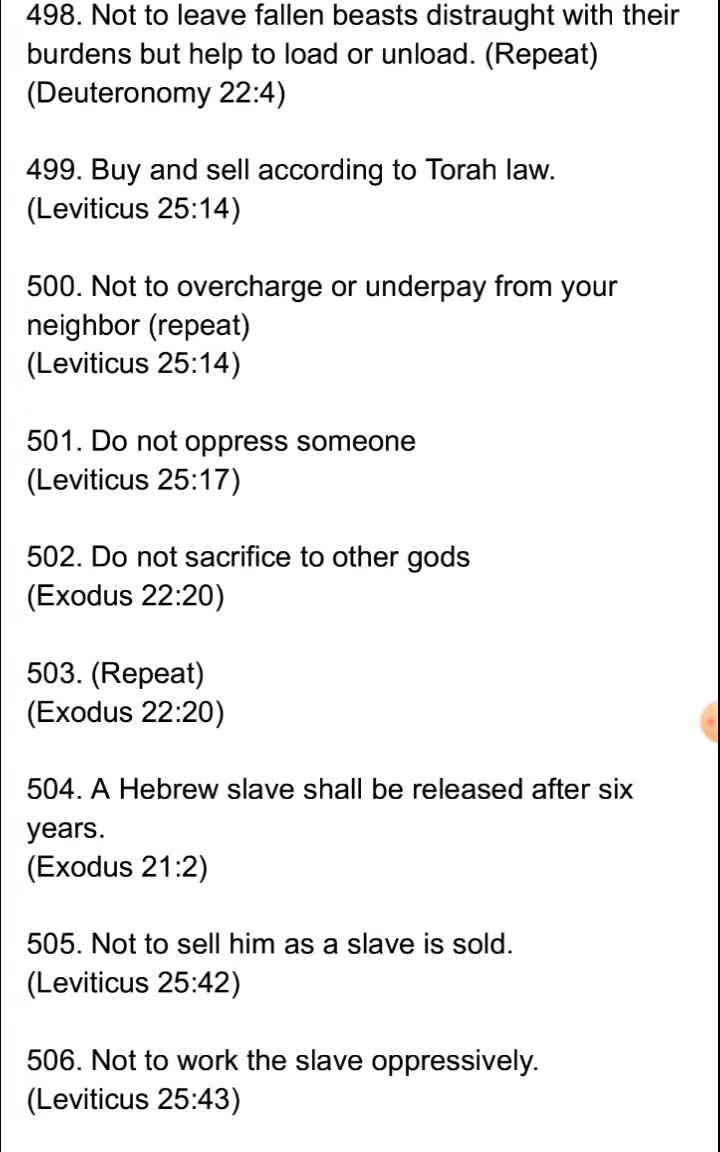 498. Not to leave fallen beasts distraught with their
burdens but help to load or unload. (Repeat)
(Deuteronomy 22:4)
499. Buy and sell according to Torah law.
(Leviticus 25:14)
500. Not to overcharge or underpay from your
neighbor (repeat)
(Leviticus 25:14)
501. Do not oppress someone
(Leviticus 25:17)
502. Do not sacrifice to other gods
(Exodus 22:20)
503. (Repeat)
(Exodus 22:20)
504. A Hebrew slave shall be released after six
years.
(Exodus 21:2)
505. Not to sell him as a slave is sold.
(Leviticus 25:42)
506. Not to work the slave oppressively.
(Leviticus 25:43)